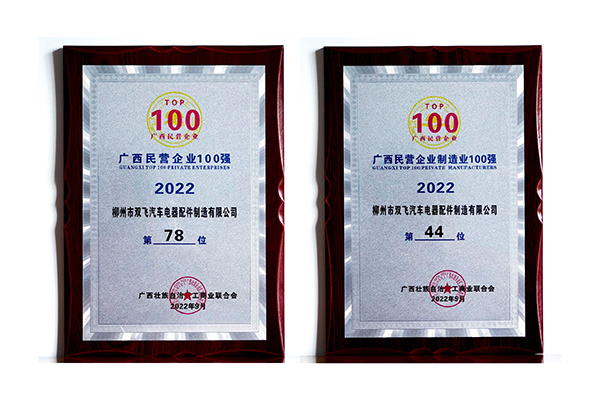 TOP
100
广西民营企业
广西民营企业100强
GUANGXI TOP 100 PRIVATE ENTERPRISES
2022
柳州市双飞汽车电器配件制造有限公司
第 78 位
广西壮族自治 工商业联合会
2022年9月
TOP
100
广西民营企业
广西民营企业制造业100强
GUANGXI TOP 100 PRIVATE MANUFACTURERS
2022
柳州市双飞汽车电器配件制造有限公司
第 44 位
广西壮族自治 工商业联合会
2022年9月